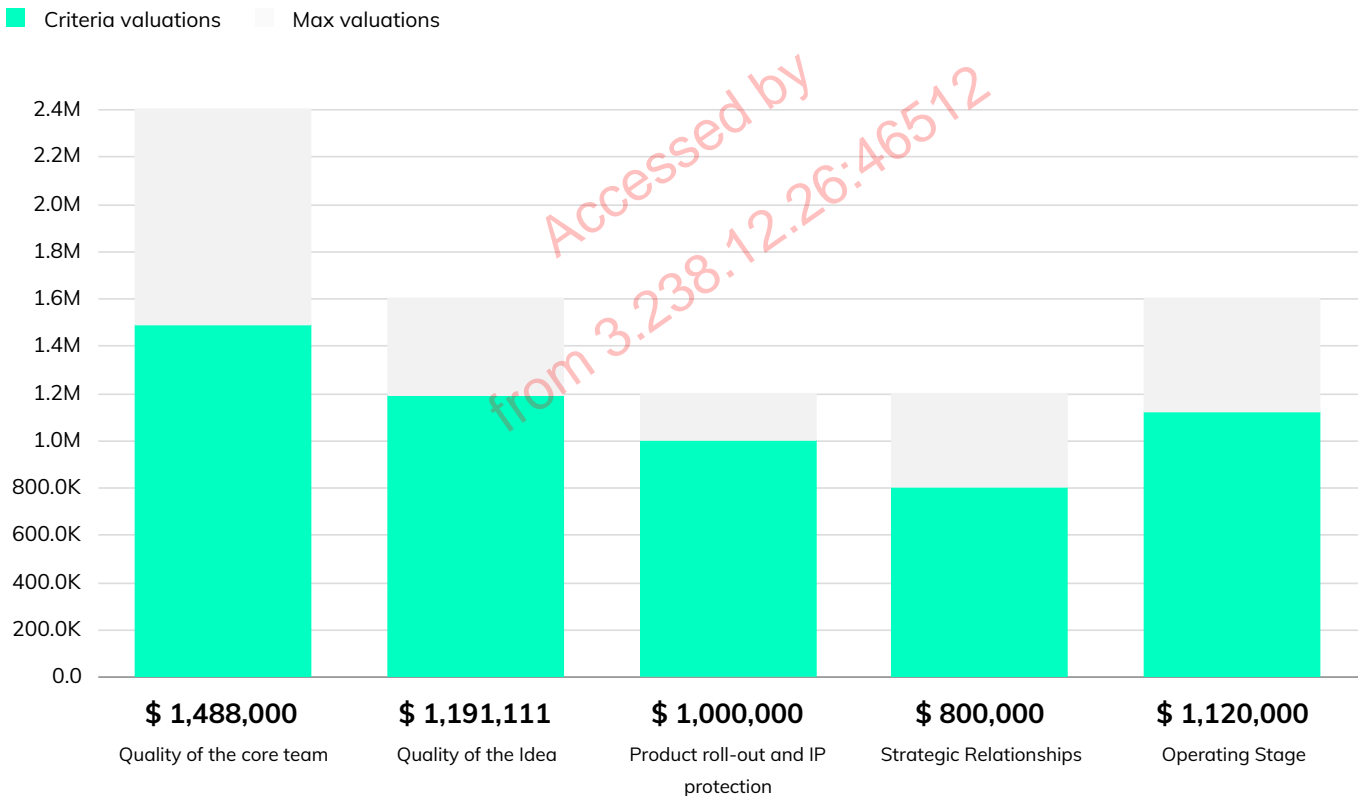 Criteria valuations Max valuations
Accessed by
from 3.238.12.26:46512
2.4M
2.2M
2.0M
1.8M
1.6M
1.4M
1.2M
1.0M
800.0K
600.0K
400.0K
200.0K
0.0
$ 1,488,000 $ 1,191,111 $ 1,000,000 $ 800,000 $ 1,120,000
Quality of the core team Quality of the Idea Product roll-out and IP Strategic Relationships Operating Stage
protection